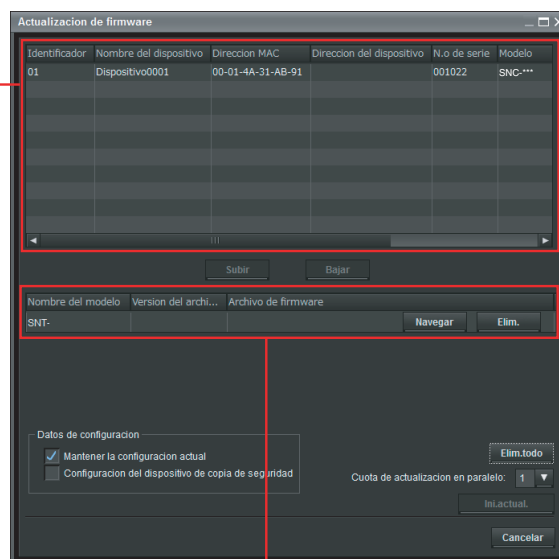 Actualizacion de firmware
Identificador Nombre del dispositivo Direccion MAC Direccion del dispositivo N.o de serie Modelo
01 Dispositivo0001 00-01-4A-31-AB-91 001022 SNC-***
Subir Bajar
Nombre del modelo Version del archi... Archivo de firmware
SNT- Navegar Elim.
Datos de configuracion
Mantener la configuracion actual
Configuracion del dispositivo de copia de seguridad
Elim.todo
Cuota de actualizacion en paralelo: 1
Ini.actual.
Cancelar